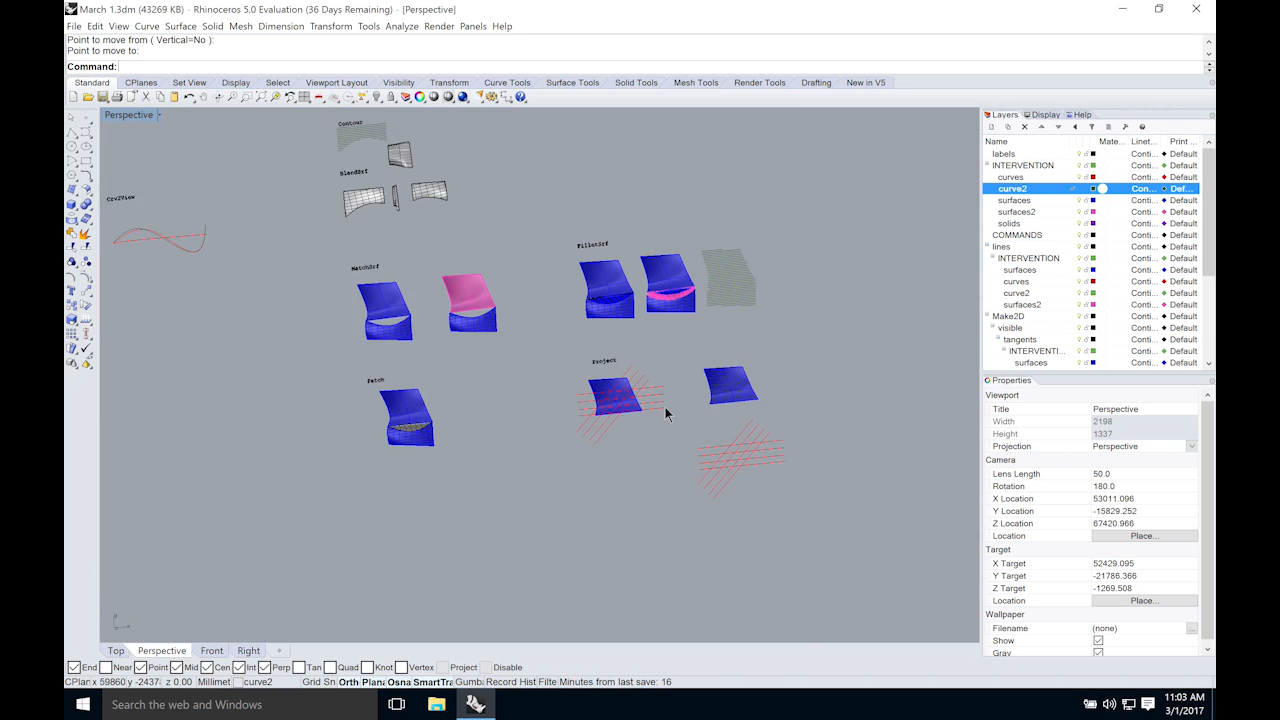 March 1.3dm (43269 KB) - Rhinoceros 5.0 Evaluation (36 Days Remaining) - [Perspective]
File Edit View Curve Surface Solid Mesh Dimension Transform Tools Analyze Render Panels Help
Point to move from ( Vertical=No ):
Point to move to:
Command:
Standard CPlanes Set View Display Select Viewport Layout Visibility Transform Curve Tools Surface Tools Solid Tools Mesh Tools Render Tools Drafting New in V5
Perspective
Contour
BlendSrf
Crv2View
MatchSrf
FilletSrf
Patch
Project
Layers Display Help
Name Mate... Linet... Print ...
labels Conti... Default
INTERVENTION Conti... Default
curves Conti... Default
curve2 Con... Def...
surfaces Conti... Default
surfaces2 Conti... Default
solids Conti... Default
COMMANDS Conti... Default
lines Conti... Default
INTERVENTION Conti... Default
surfaces Conti... Default
curves Conti... Default
curve2 Conti... Default
surfaces2 Conti... Default
Make2D Conti... Default
visible Conti... Default
tangents Conti... Default
INTERVENTI... Conti... Default
surfaces Conti... Default
Properties
Viewport
Title Perspective
Width 2198
Height 1337
Projection Perspective
Camera
Lens Length 50.0
Rotation 180.0
X Location 53011.096
Y Location -15829.252
Z Location 67420.966
Location Place...
Target
X Target 52429.095
Y Target -21786.366
Z Target -1269.508
Location Place...
Wallpaper
Filename (none) ...
Show
Gray
Top Perspective Front Right
End Near Point Mid Cen Int Perp Tan Quad Knot Vertex Project Disable
CPlan x 59860 y -2437 z 0.00 Millimet curve2 Grid Sn Orth Plana Osna SmartTra Gumba Record Hist Filte Minutes from last save: 16
Search the web and Windows
11:03 AM
3/1/2017